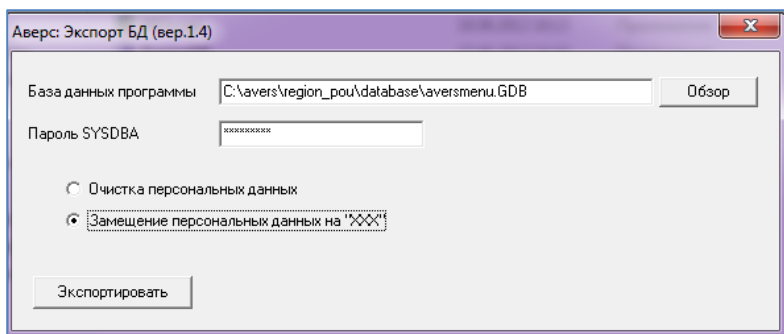 Аверс: Экспорт БД (вер.1.4)
База данных программы C:\avers\region_pou\database\aversmenu.GDB Обзор
Пароль SYSDBA xxxxxxxxx
Очистка персональных данных
Замещение персональных данных на "XXX"
Экспортировать